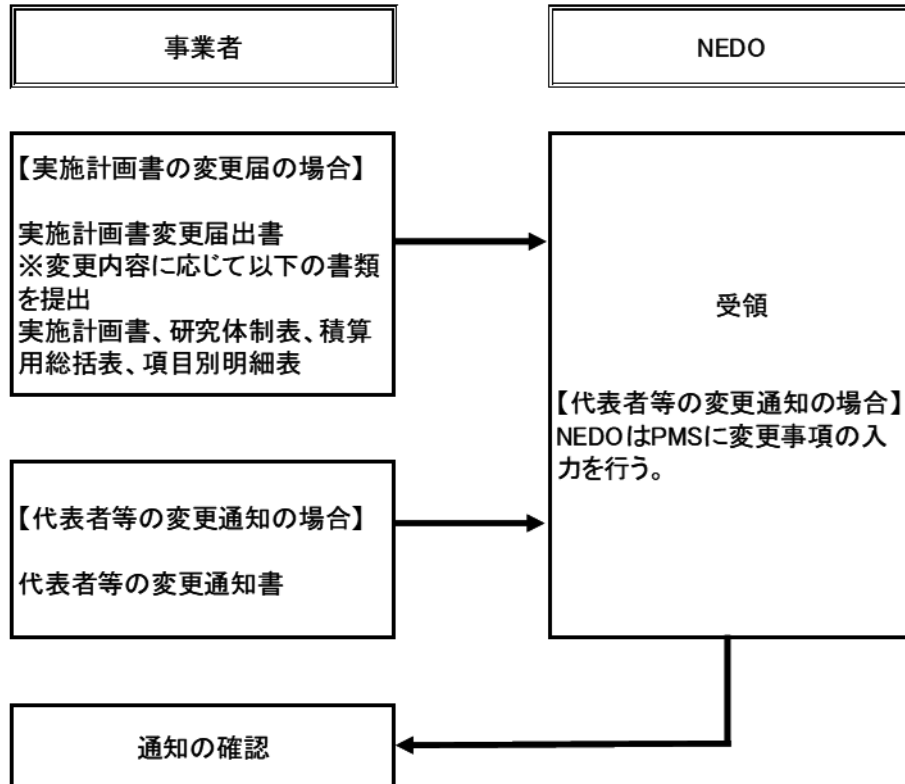 事業者
NEDO
【実施計画書の変更届の場合】
実施計画書変更届出書
※変更内容に応じて以下の書類
を提出
実施計画書、研究体制表、積算
用総括表、項目別明細表
受領
【代表者等の変更通知の場合】
NEDOはPMSに変更事項の入
力を行う。
【代表者等の変更通知の場合】
代表者等の変更通知書
通知の確認